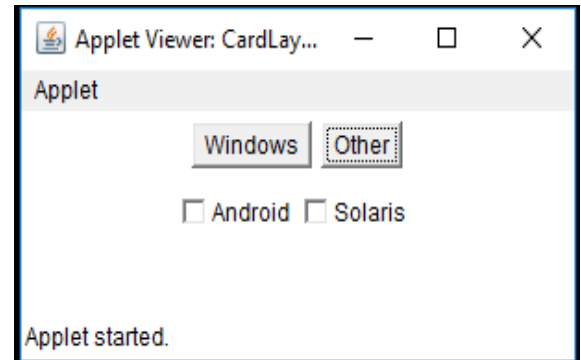 Applet Viewer: CardLay...
Applet
Windows Other
Android Solaris
Applet started.